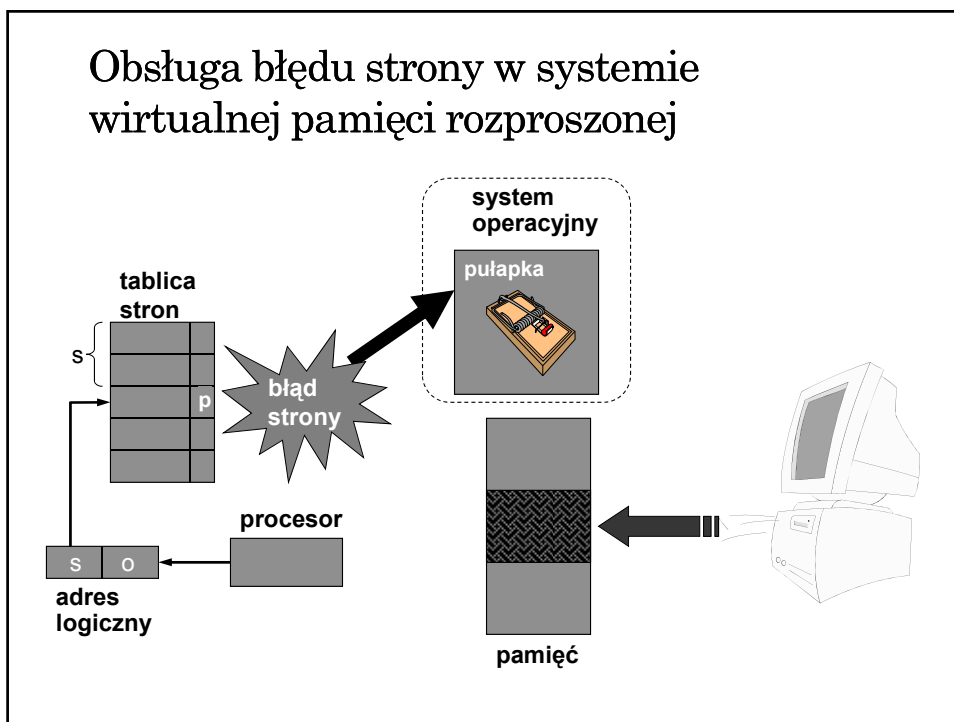 Obsługa błędu strony w systemie
wirtualnej pamięci rozproszonej
system
operacyjny
pułapka
tablica
stron
s
p
błąd
strony
procesor
s o
adres
logiczny
pamięć